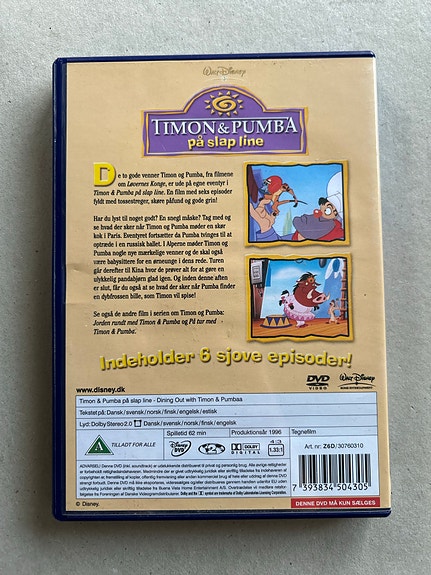 Walt Disney
TIMON & PUMBA
på slap line
De to gode venner Timon og Pumba, fra filmene
om Løvernes Konge, er ude på egne eventyr i
Timon & Pumba på slap line. En film med seks episoder
fyldt med tossestreger, skøre påfund og gode grin!
Har du lyst til noget godt? En snegl måske? Tag med og
se hvad der sker når Timon og Pumba møder en skør
kok i Paris. Eventyret fortsætter da Pumba tvinges til at
optræde i en russisk ballet. I Alperne møder Timon og
Pumba nogle nye mærkelige venner og de skal også
være babysittere for en ørneunge i dens rede. Turen
går derefter til Kina hvor de prøver alt for at gøre en
ulykkelig pandabjørn glad igen. Og inden denne aften
er slut, får du også at se hvad der sker når Pumba finder
en dybfrossen bille, som Timon vil spise!
Se også de andre film i serien om Timon og Pumba:
Jorden rundt med Timon & Pumba og På tur med
Timon & Pumba.
Indeholder 6 sjove episoder!
www.disney.dk
DVD
VIDEO
Walt Disney
HOME ENTERTAINMENT
Timon & Pumba på slap line - Dining Out with Timon & Pumbaa
Tekstet på: Dansk/svensk/norsk/finsk/engelsk/estisk
Lyd: Dolby Stereo 2.0 Dansk/svensk/norsk/finsk/engelsk
Spilletid 62 min
Produktionsår 1996
Tegnefilm
A
TILLADT FOR ALLE
Disney DVD
2
DOLBY
DIGITAL
4:3
1.33:1
Art. nr: Z6D/30760310
7 393834 504305
© Disney.
DENNE DVD MÅ KUN SÆLGES